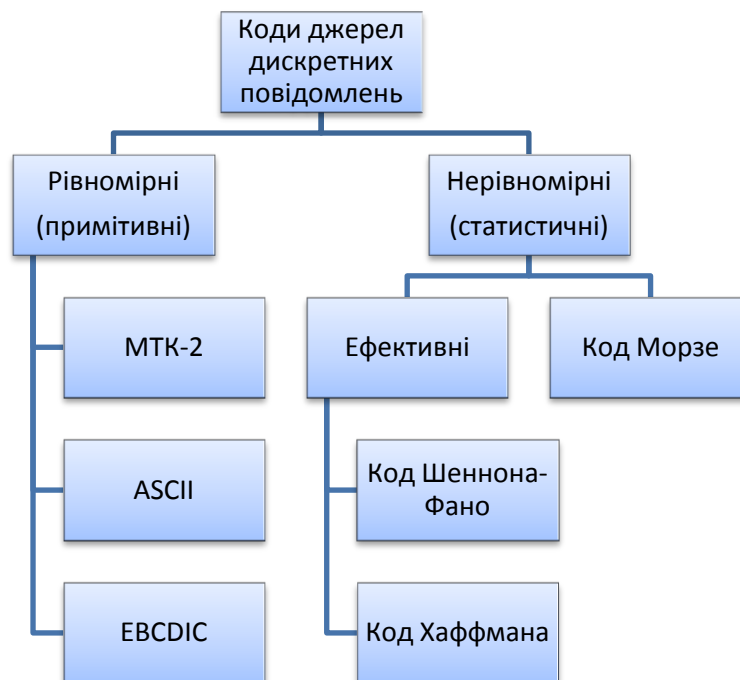 Коди джерел
дискретних
повідомлень
Рівномірні
(примітивні)
Нерівномірні
(статистичні)
МТК-2
Ефективні
Код Морзе
ASCII
Код Шеннона-
Фано
EBCDIC
Код Хаффмана